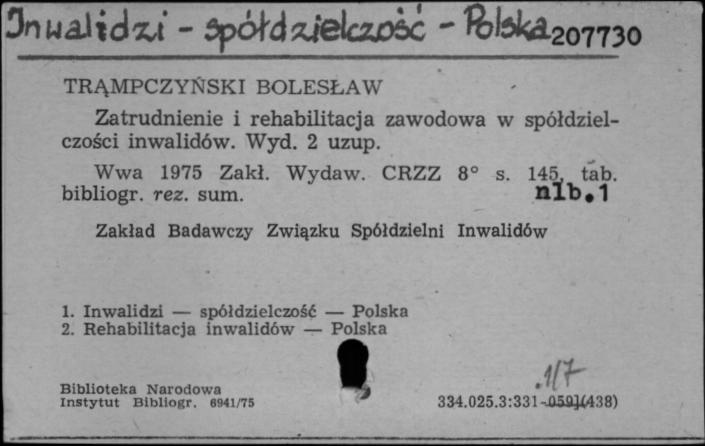 Inwalidzi - spółdzielczość - Polska 207730
TRĄMPCZYŃSKI BOLESŁAW
Zatrudnienie i rehabilitacja zawodowa w spółdziel-
czości inwalidów. Wyd. 2 uzup.
Wwa 1975 Zakł. Wydaw. CRZZ 8° s. 145, tab.
bibliogr. rez. sum. nlb.1
Zakład Badawczy Związku Spółdzielni Inwalidów
1. Inwalidzi — spółdzielczość — Polska
2. Rehabilitacja inwalidów — Polska
.1/7
Biblioteka Narodowa
Instytut Bibliogr. 6941/75 334.025.3:331-059](438)